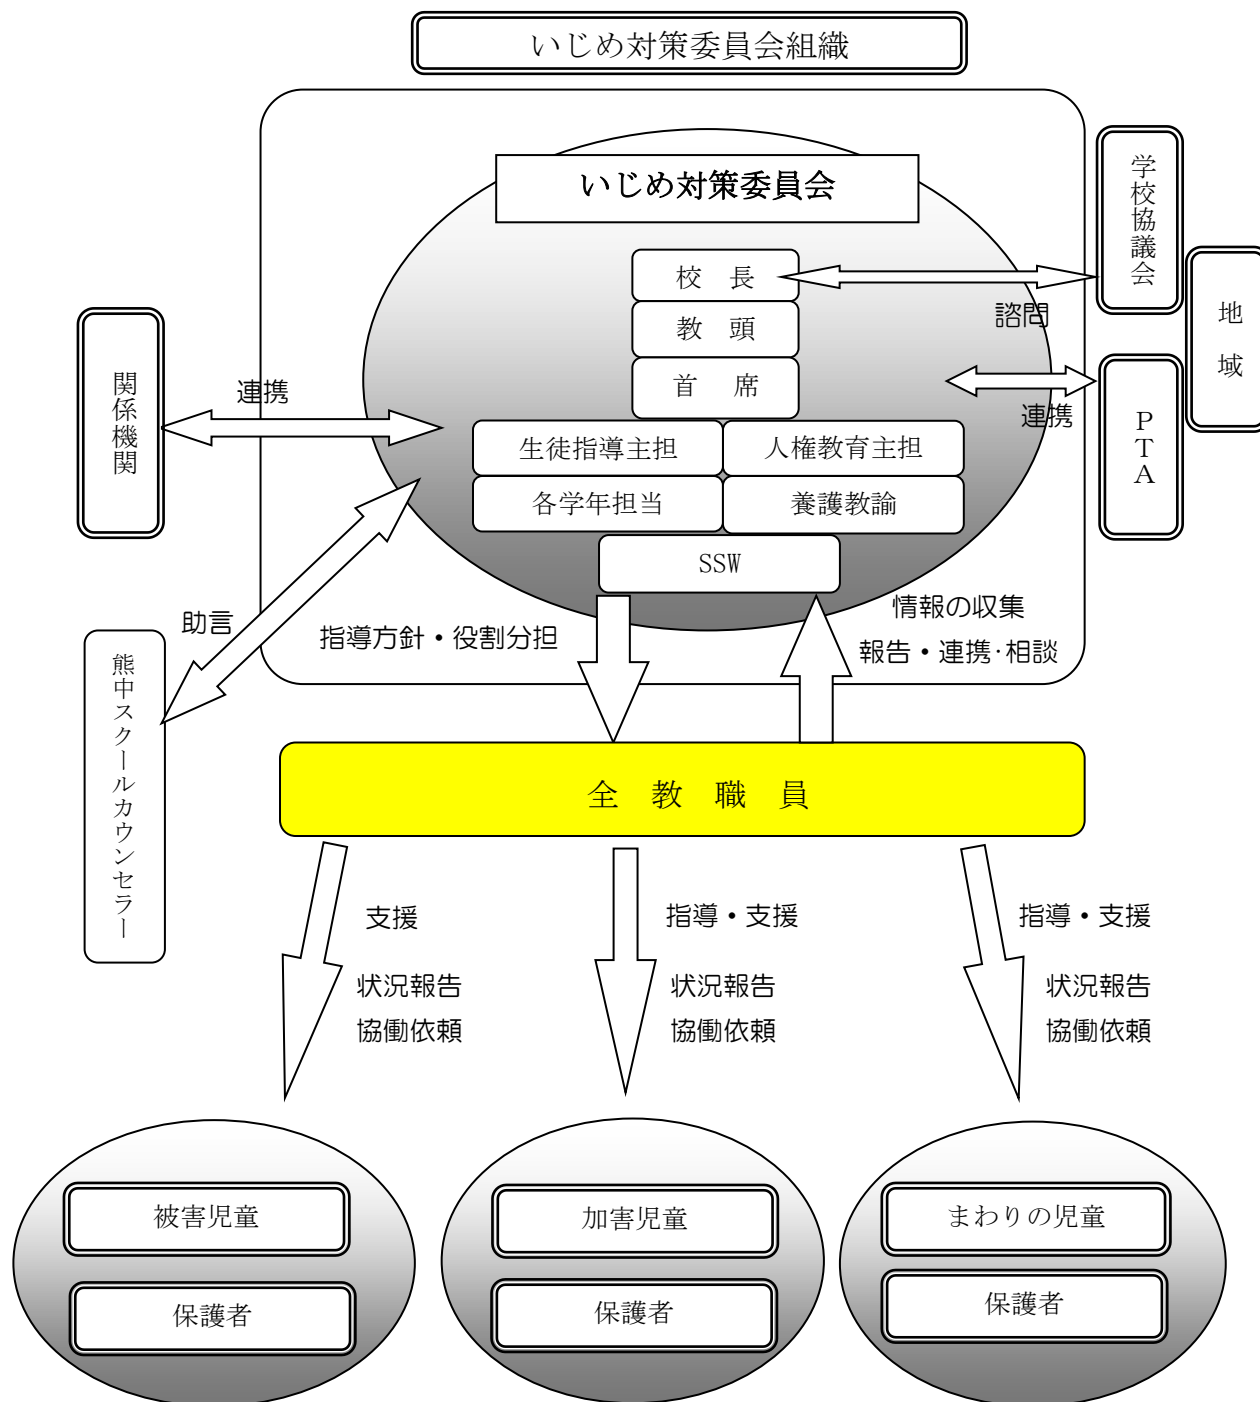 いじめ対策委員会組織
いじめ対策委員会
校　長
教　頭
首　席
生徒指導主担
人権教育主担
各学年担当
養護教諭
SSW
学校協議会
地　域
PTA
諮問
連携
関係機関
連携
助言
熊中スクールカウンセラー
指導方針・役割分担
情報の収集
報告・連携・相談
全　教　職　員
支援
状況報告
協働依頼
指導・支援
状況報告
協働依頼
指導・支援
状況報告
協働依頼
被害児童
保護者
加害児童
保護者
まわりの児童
保護者